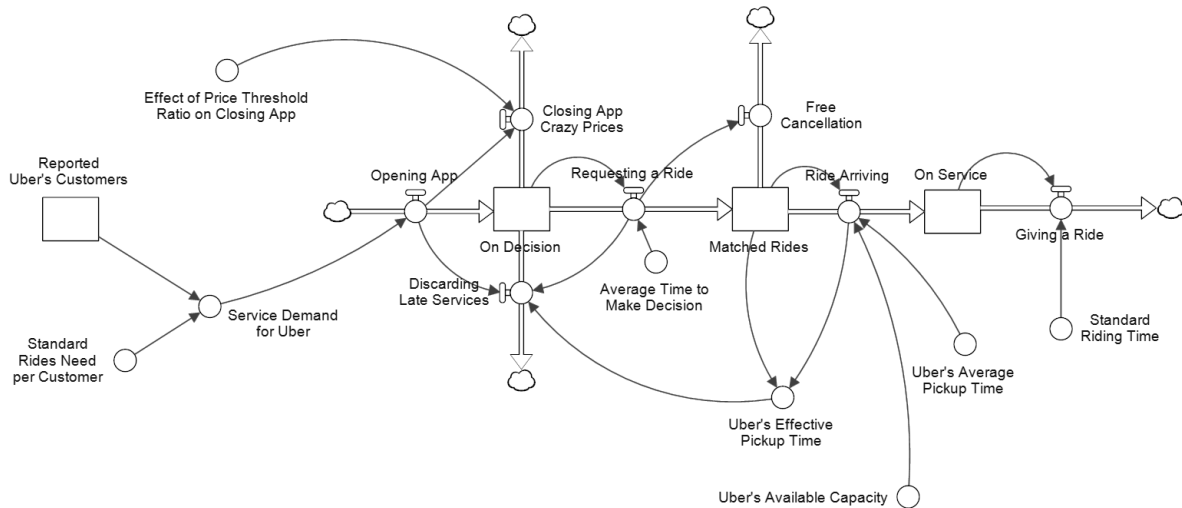 Effect of Price Threshold
Ratio on Closing App
Closing App
Crazy Prices
Free
Cancellation
Reported
Uber's Customers
Opening App
Requesting a Ride
Ride Arriving
On Service
On Decision
Matched Rides
Giving a Ride
Discarding
Late Services
Average Time to
Make Decision
Service Demand
for Uber
Standard
Rides Need
per Customer
Standard
Riding Time
Uber's Average
Pickup Time
Uber's Effective
Pickup Time
Uber's Available Capacity